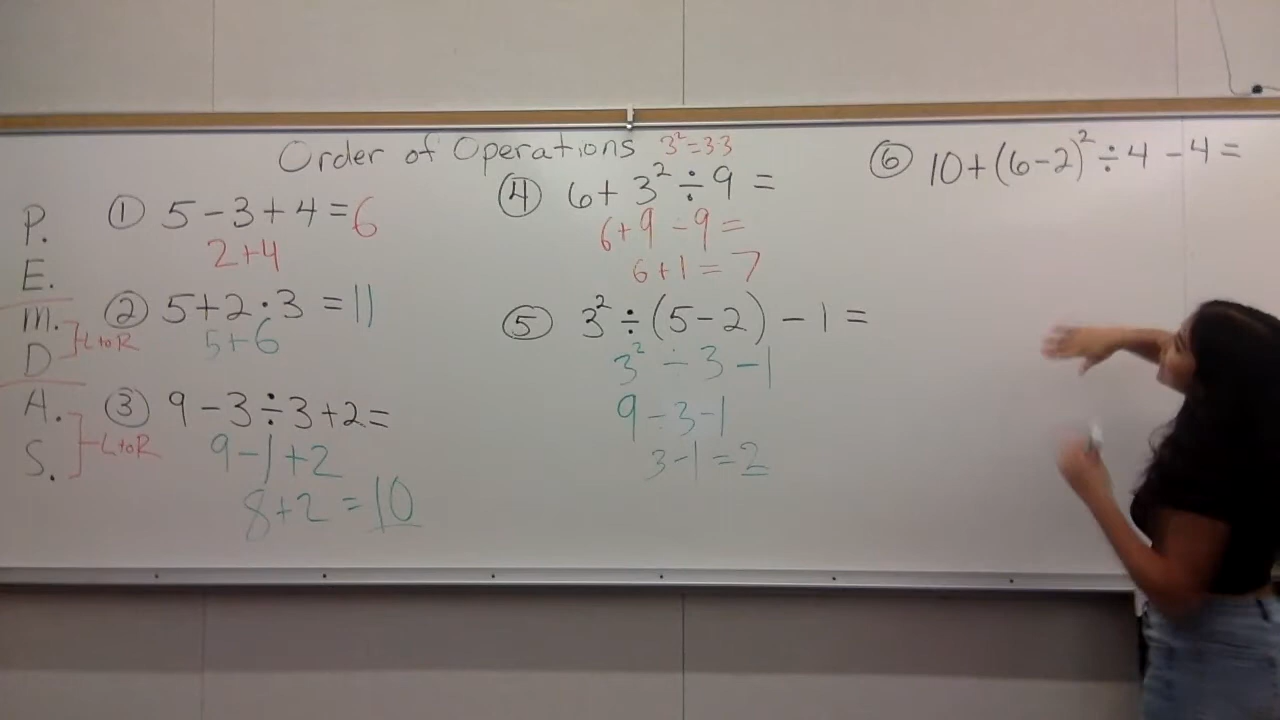 Order of Operations 3²=3·3
P.
E.
M.
D
] L to R
A.
S.
] L to R
① 5-3+4=6
2+4
② 5+2·3=11
5+6
③ 9-3÷3+2=
9-1+2
8+2=10
④ 6+3²÷9=
6+9÷9=
6+1=7
⑤ 3²÷(5-2)-1=
3²÷3-1
9÷3-1
3-1=2
⑥ 10+(6-2)²÷4-4=